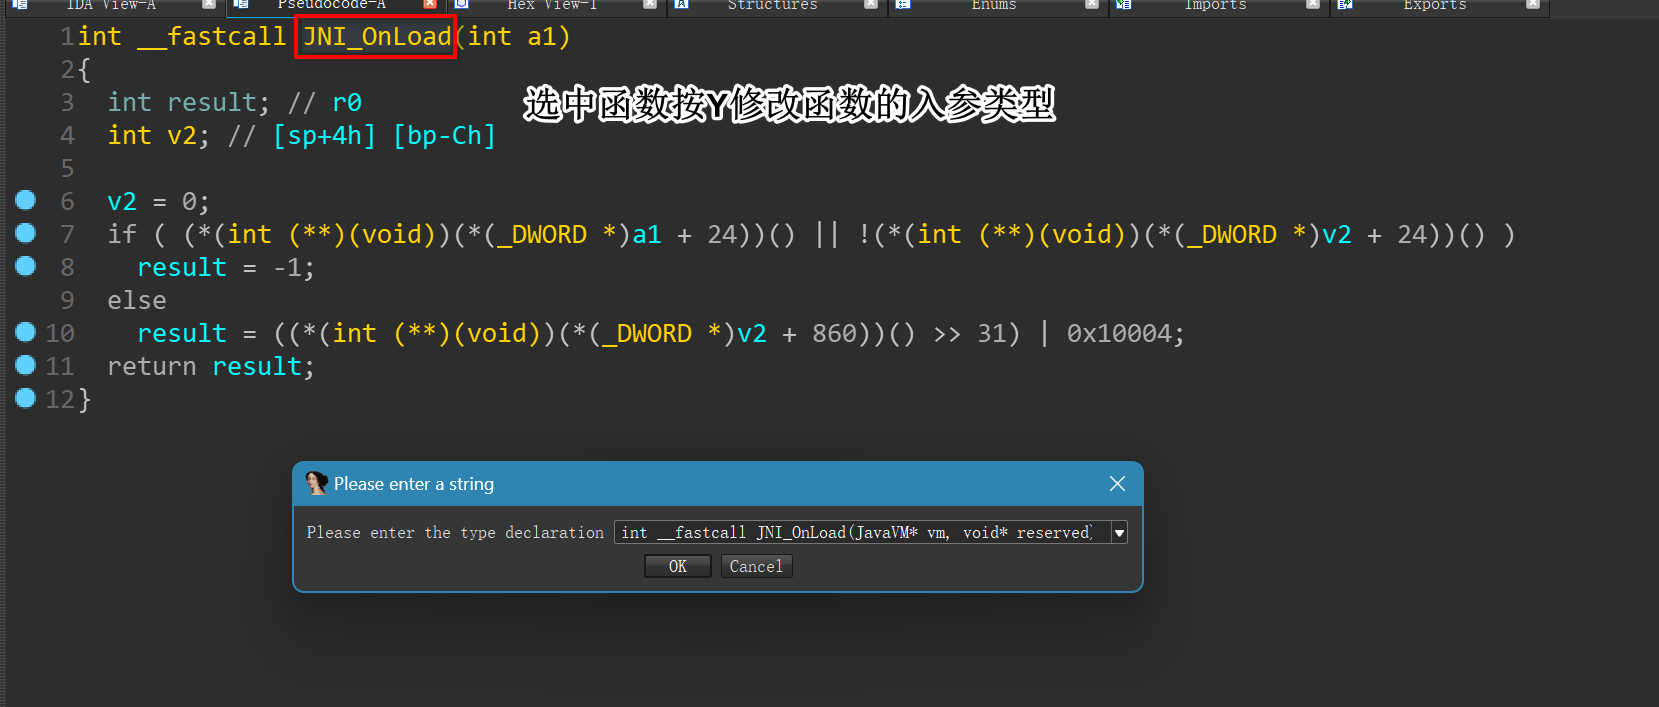 IDA View-A Pseudocode-A Hex View-1 Structures Enums Imports Exports
1 int __fastcall JNI_OnLoad(int a1)
2 {
3 int result; // r0
选中函数按Y修改函数的入参类型
4 int v2; // [sp+4h] [bp-Ch]
5
6 v2 = 0;
7 if ( (*(int (**)(void))(*(_DWORD *)a1 + 24))() || !(*(int (**)(void))(*(_DWORD *)v2 + 24))() )
8 result = -1;
9 else
10 result = ((*(int (**)(void))(*(_DWORD *)v2 + 860))() >> 31) | 0x10004;
11 return result;
12 }
Please enter a string
Please enter the type declaration int __fastcall JNI_OnLoad(JavaVM* vm, void* reserved)
OK Cancel